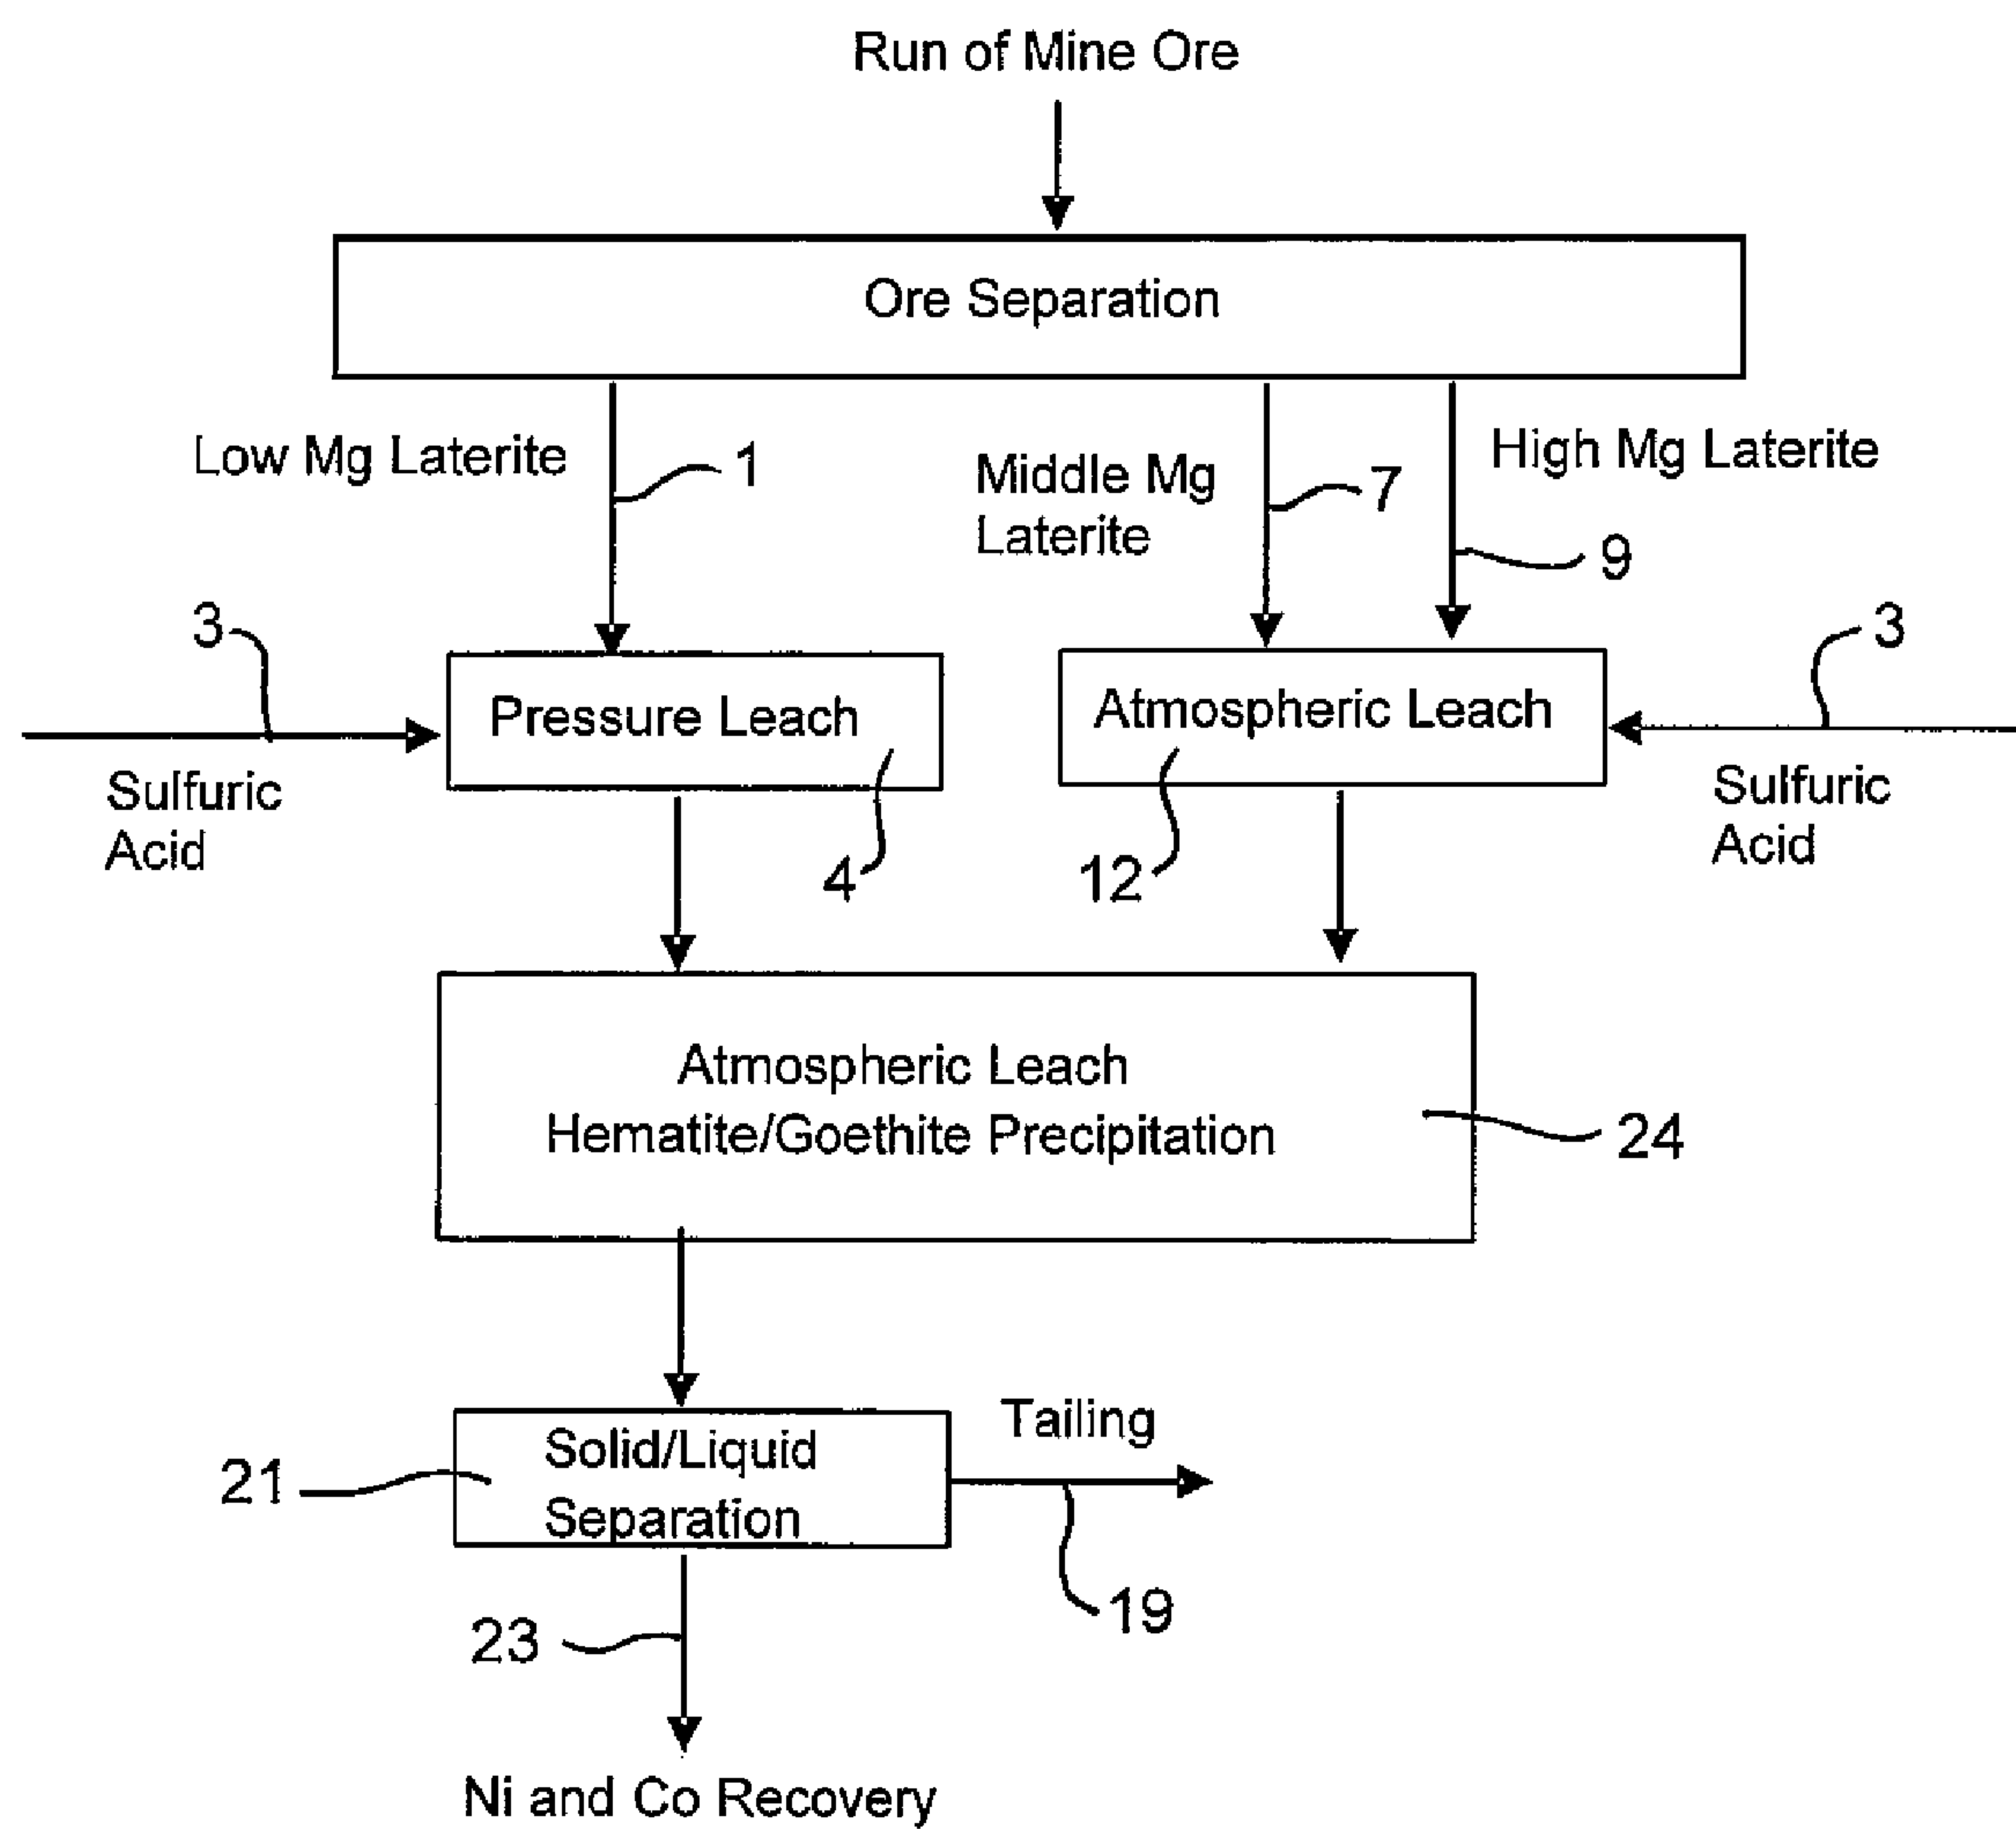 Run of Mine Ore
Ore Separation
Low Mg Laterite
1
Middle Mg
Laterite
7
High Mg Laterite
9
3
Sulfuric
Acid
Pressure Leach
4
Atmospheric Leach
12
3
Sulfuric
Acid
Atmospheric Leach
Hematite/Goethite Precipitation
24
21
Solid/Liquid
Separation
Tailing
19
23
Ni and Co Recovery